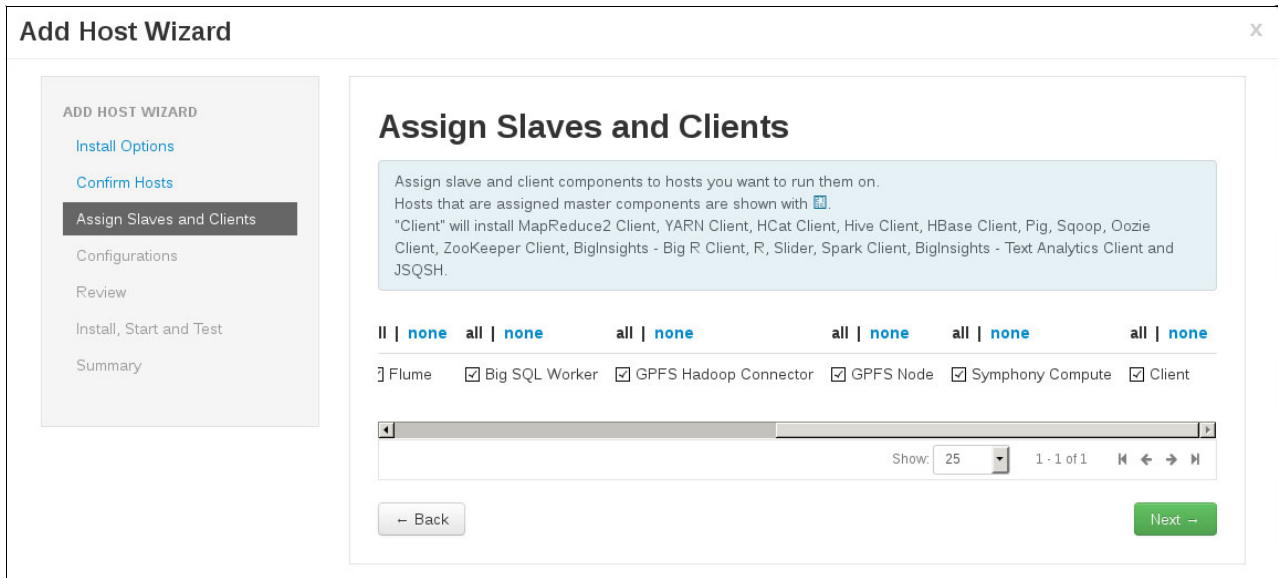 Add Host Wizard
X
ADD HOST WIZARD
Install Options
Confirm Hosts
Assign Slaves and Clients
Configurations
Review
Install, Start and Test
Summary
Assign Slaves and Clients
Assign slave and client components to hosts you want to run them on.
Hosts that are assigned master components are shown with .
"Client" will install MapReduce2 Client, YARN Client, HCat Client, Hive Client, HBase Client, Pig, Sqoop, Oozie
Client, ZooKeeper Client, BigInsights - Big R Client, R, Slider, Spark Client, BigInsights - Text Analytics Client and
JSQSH.
ll | none all | none all | none all | none all | none all | none
Flume Big SQL Worker GPFS Hadoop Connector GPFS Node Symphony Compute Client
Show: 25 1 - 1 of 1
← Back
Next →